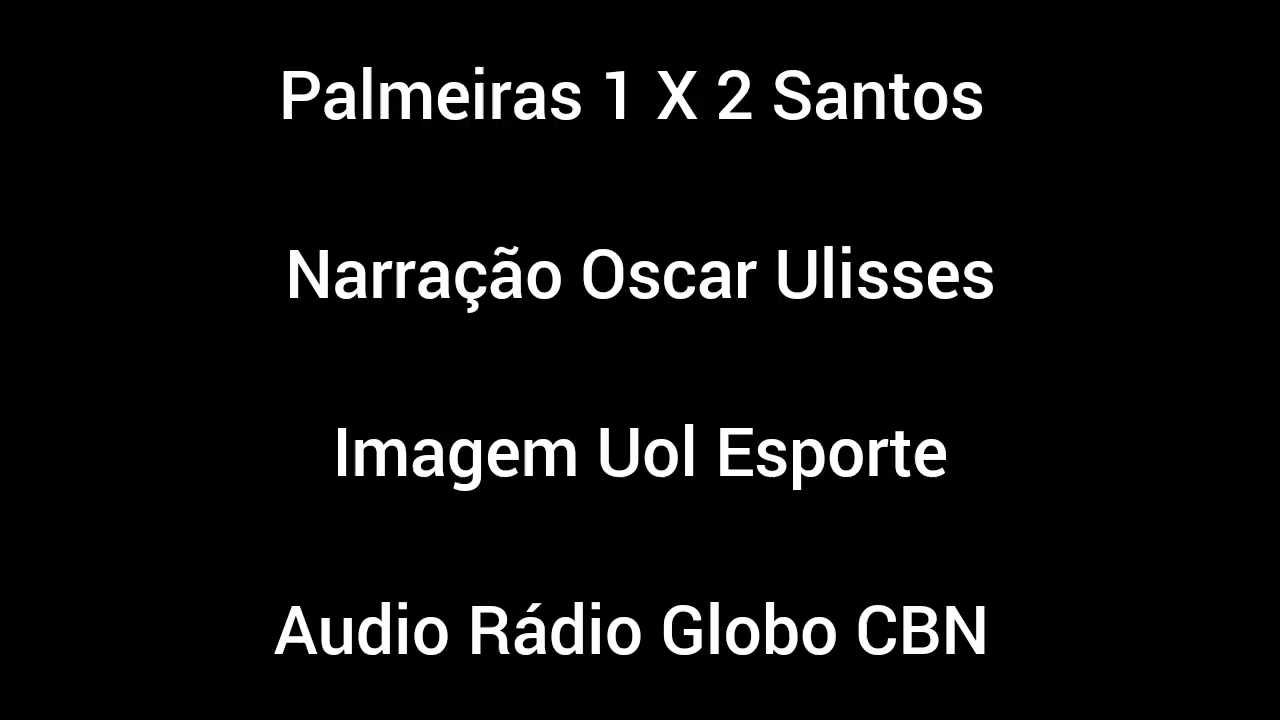 Palmeiras 1 X 2 Santos
Narração Oscar Ulisses
Imagem Uol Esporte
Audio Rádio Globo CBN